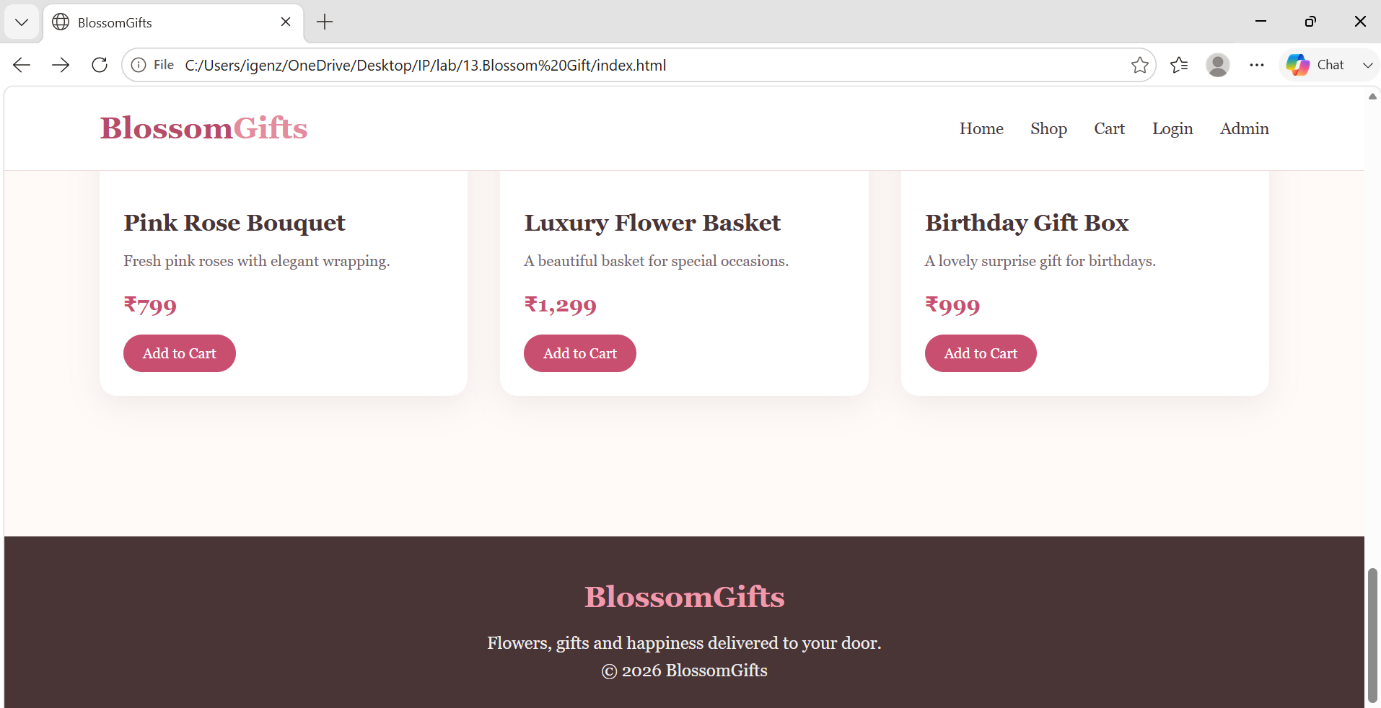 BlossomGifts
File C:/Users/igenz/OneDrive/Desktop/IP/lab/13.Blossom%20Gift/index.html
Chat
BlossomGifts
Home Shop Cart Login Admin
Pink Rose Bouquet
Fresh pink roses with elegant wrapping.
₹799
Add to Cart
Luxury Flower Basket
A beautiful basket for special occasions.
₹1,299
Add to Cart
Birthday Gift Box
A lovely surprise gift for birthdays.
₹999
Add to Cart
BlossomGifts
Flowers, gifts and happiness delivered to your door.
© 2026 BlossomGifts